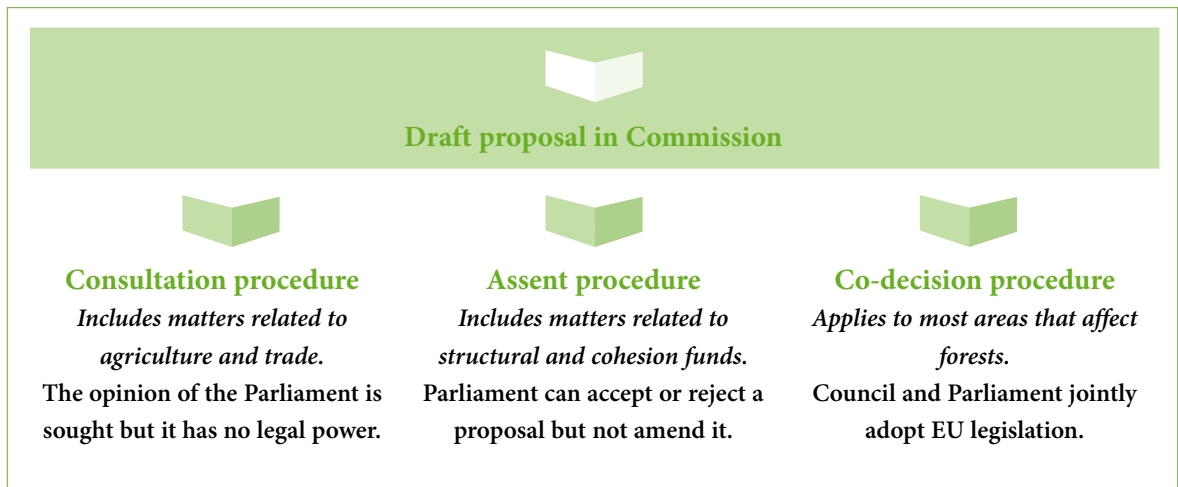 Draft proposal in Commission
Consultation procedure
Includes matters related to
agriculture and trade.
The opinion of the Parliament is
sought but it has no legal power.
Assent procedure
Includes matters related to
structural and cohesion funds.
Parliament can accept or reject a
proposal but not amend it.
Co-decision procedure
Applies to most areas that affect
forests.
Council and Parliament jointly
adopt EU legislation.